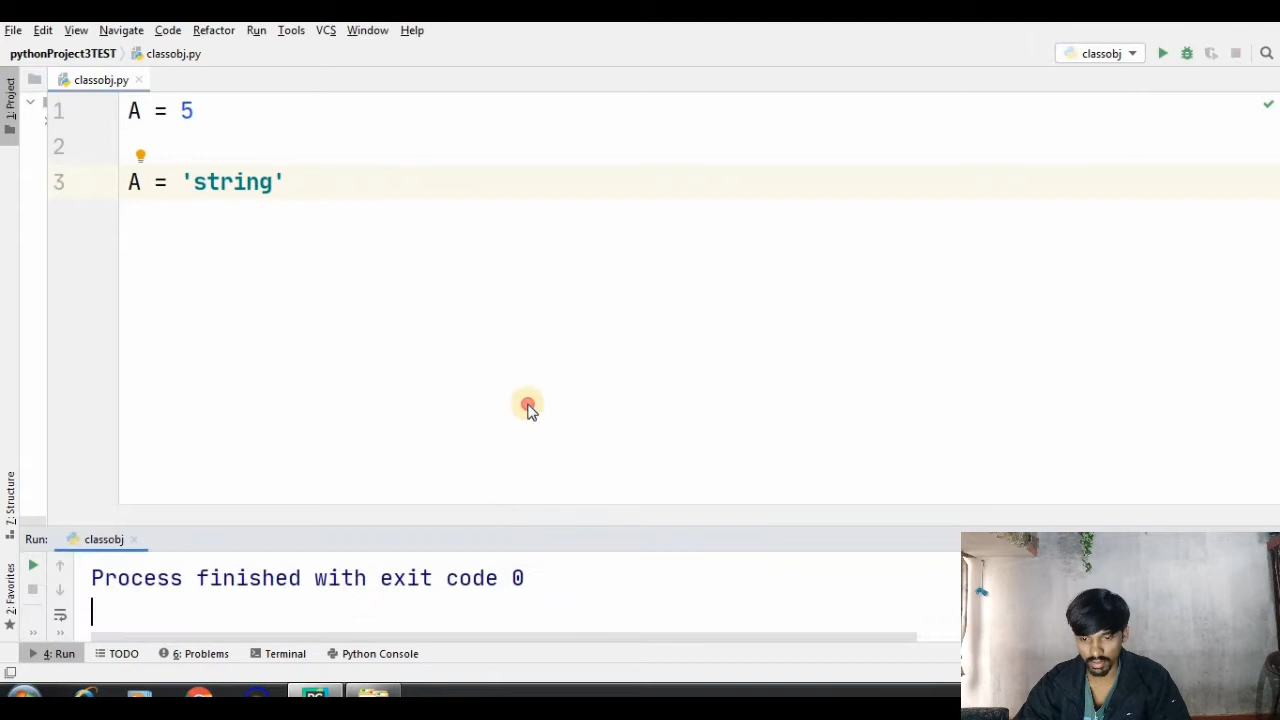 File Edit View Navigate Code Refactor Run Tools VCS Window Help
pythonProject3TEST classobj.py classobj
classobj.py
1: Project
1 A = 5
2
3 A = 'string'
7: Structure
2: Favorites
Run: classobj
Process finished with exit code 0
4: Run TODO 6: Problems Terminal Python Console
PC